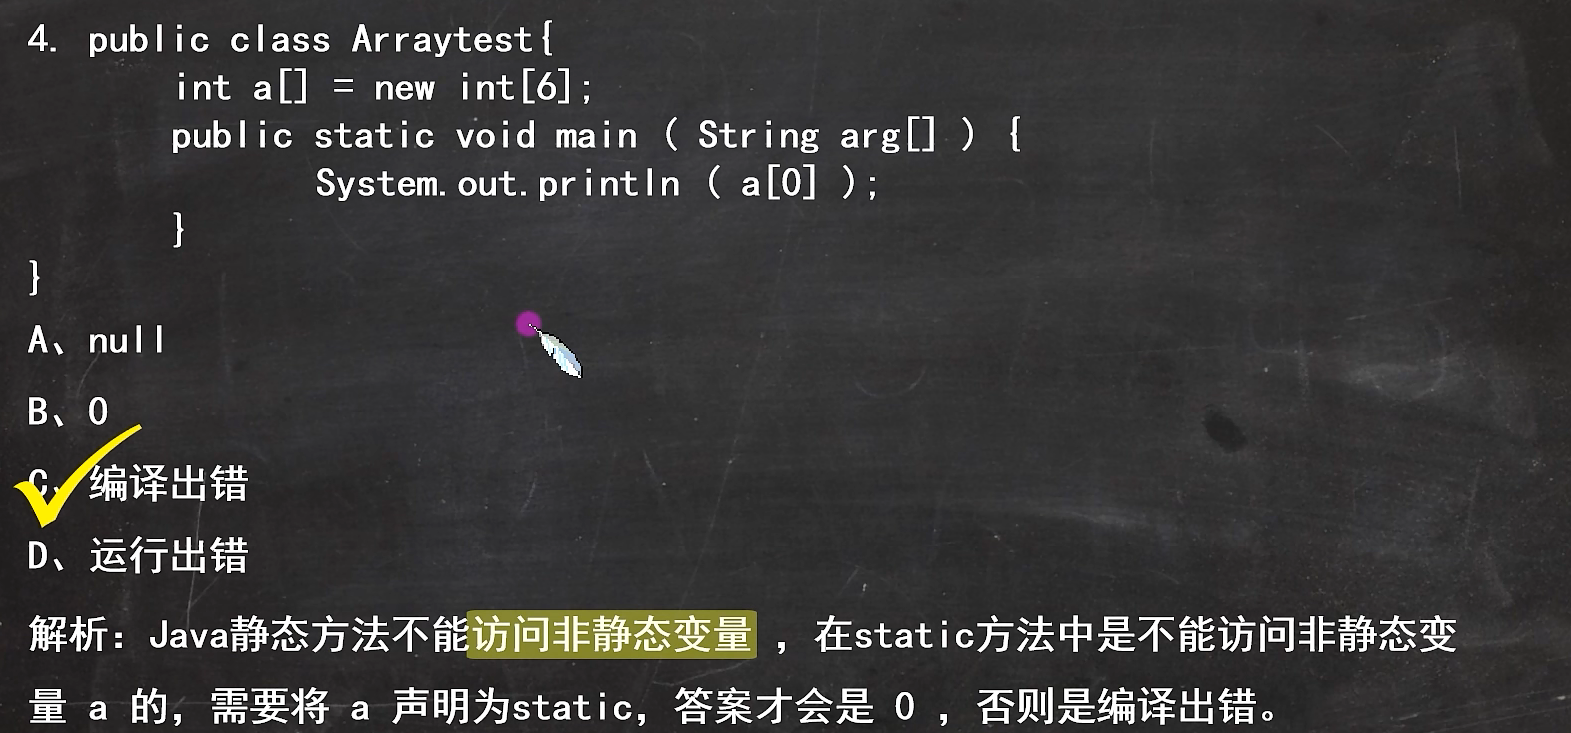 4. public class Arraytest{
int a[] = new int[6];
public static void main ( String arg[] ) {
System.out.println ( a[0] );
}
}
A、null
B、0
C、编译出错
D、运行出错
解析：Java静态方法不能访问非静态变量 ，在static方法中是不能访问非静态变
量 a 的，需要将 a 声明为static，答案才会是 0 ，否则是编译出错。